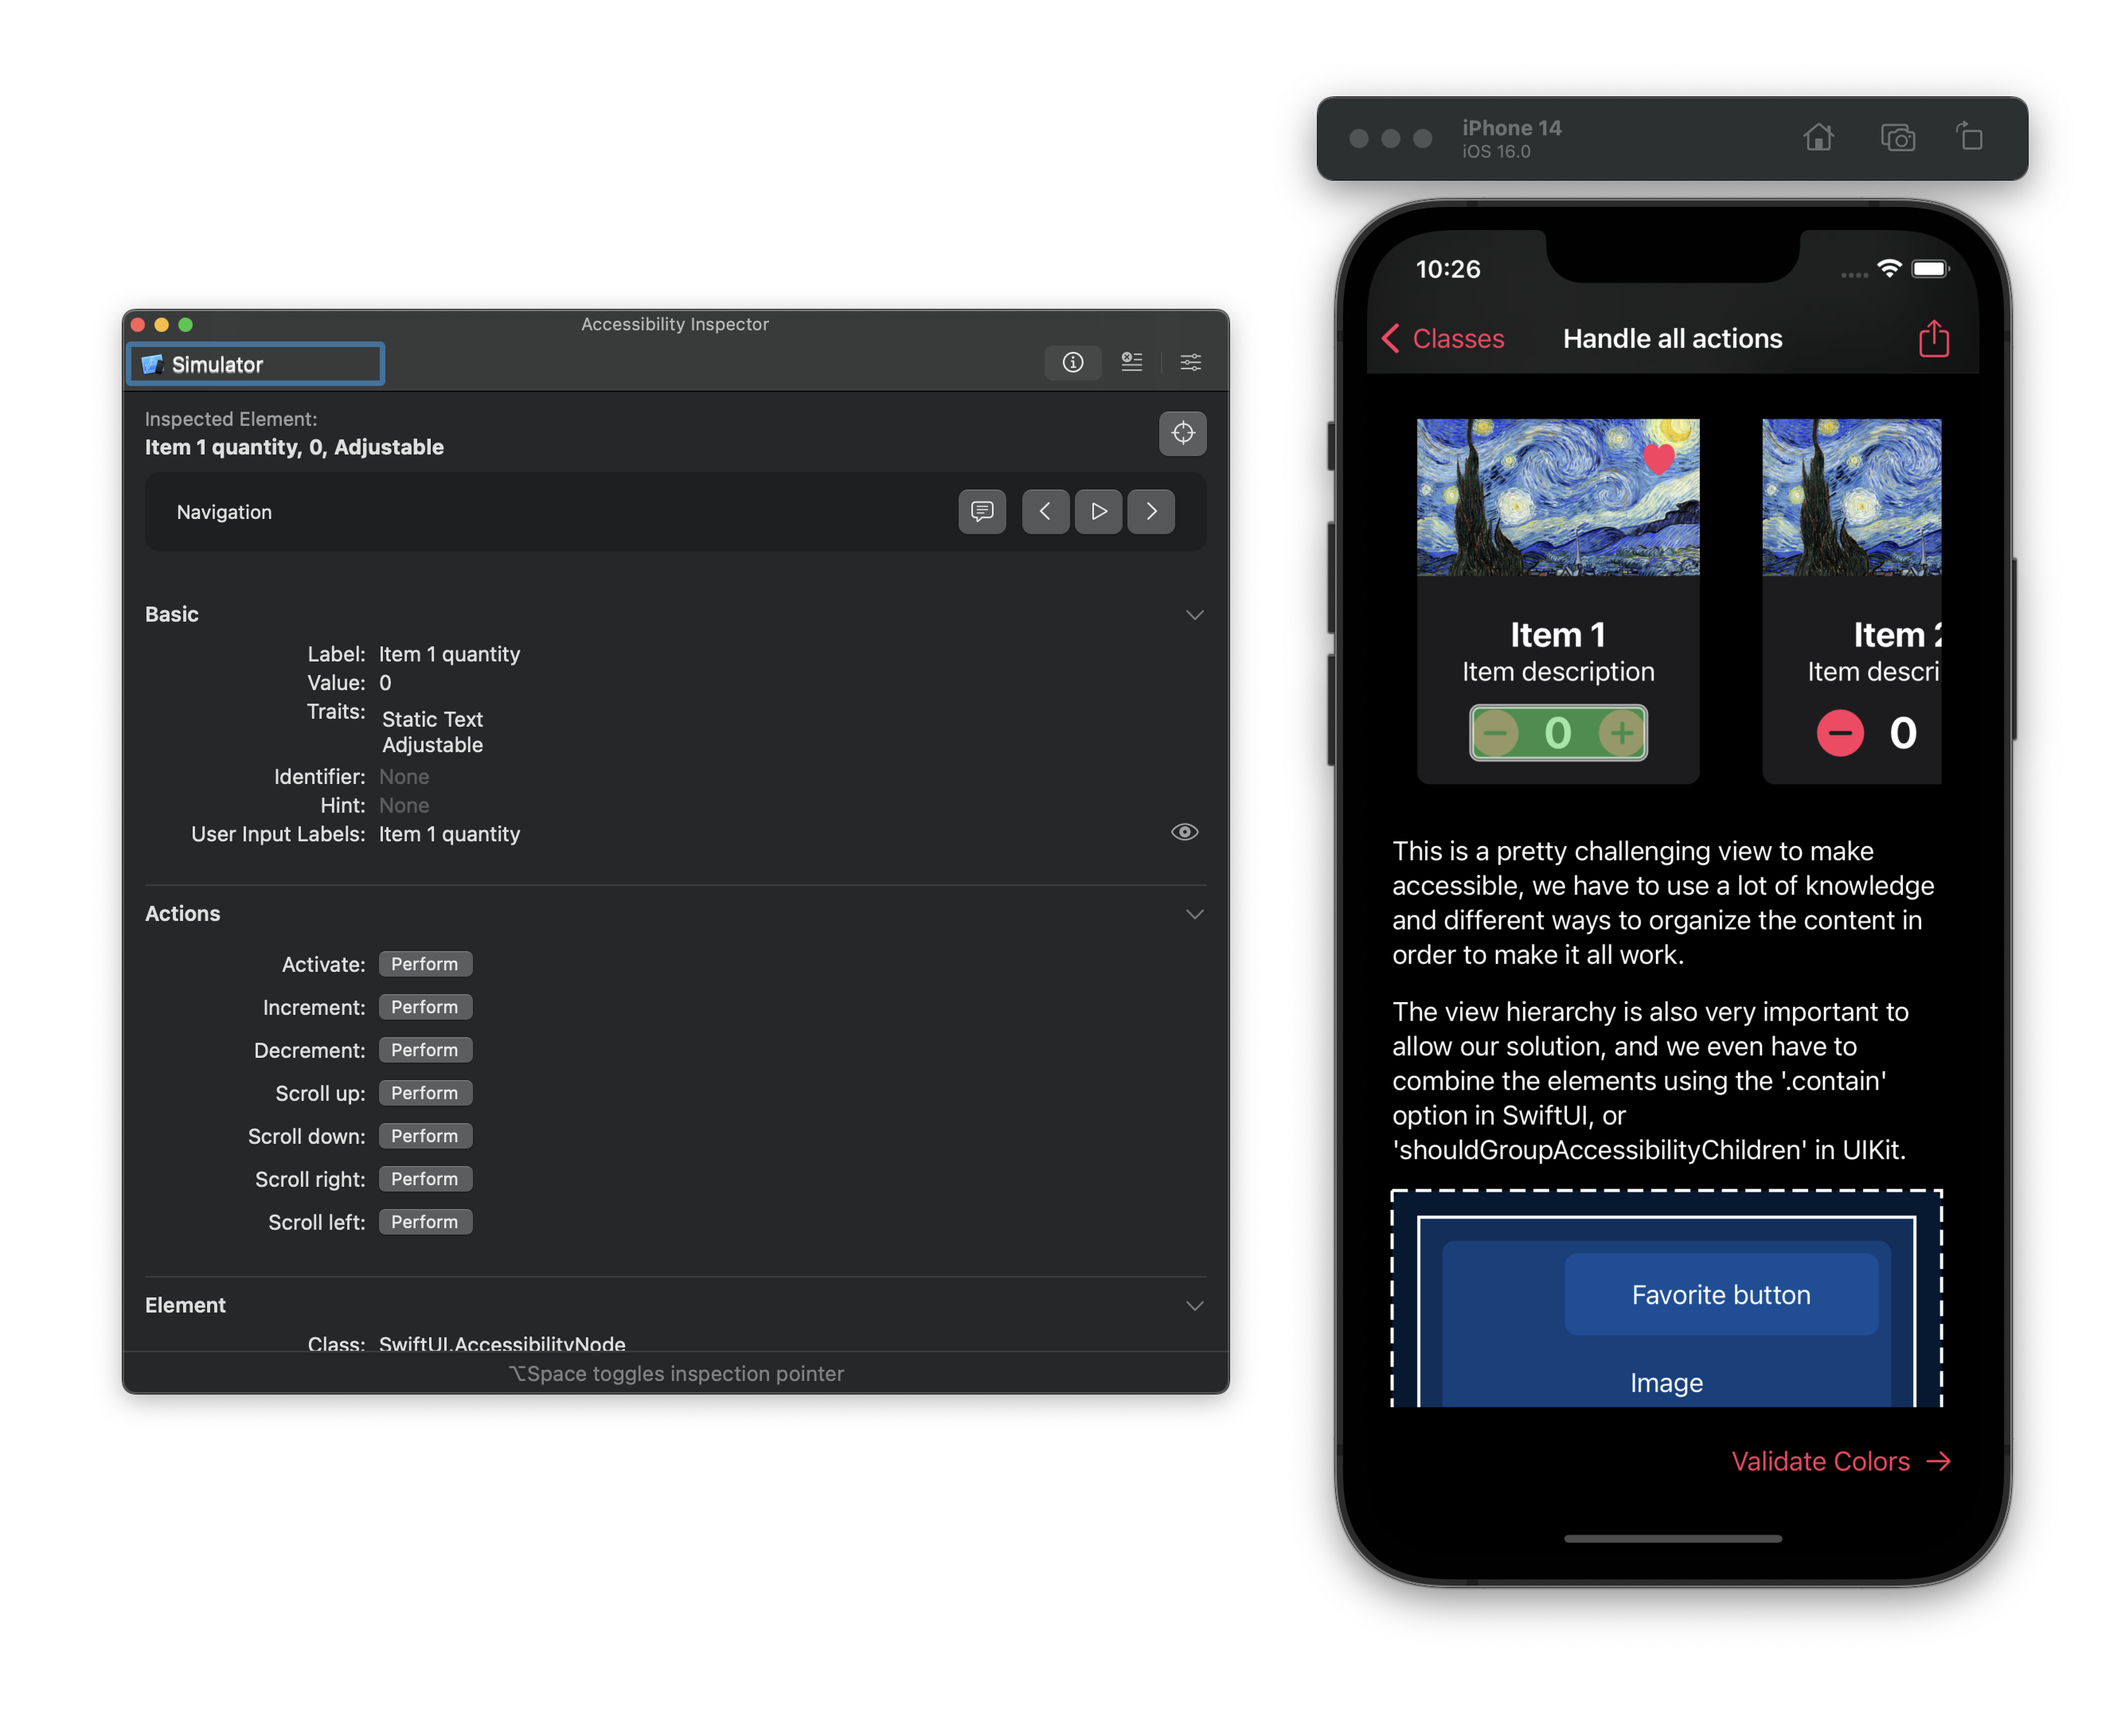 Accessibility Inspector
Simulator
Inspected Element:
Item 1 quantity, 0, Adjustable
Navigation
Basic
Label: Item 1 quantity
Value: 0
Traits: Static Text
Adjustable
Identifier: None
Hint: None
User Input Labels: Item 1 quantity
Actions
Activate: Perform
Increment: Perform
Decrement: Perform
Scroll up: Perform
Scroll down: Perform
Scroll right: Perform
Scroll left: Perform
Element
Class: SwiftUI.AccessibilityNode
⌥Space toggles inspection pointer
iPhone 14
iOS 16.0
10:26
Classes
Handle all actions
Item 1
Item description
0
Item 2
Item descri
0
This is a pretty challenging view to make
accessible, we have to use a lot of knowledge
and different ways to organize the content in
order to make it all work.
The view hierarchy is also very important to
allow our solution, and we even have to
combine the elements using the '.contain'
option in SwiftUI, or
'shouldGroupAccessibilityChildren' in UIKit.
Favorite button
Image
Validate Colors →